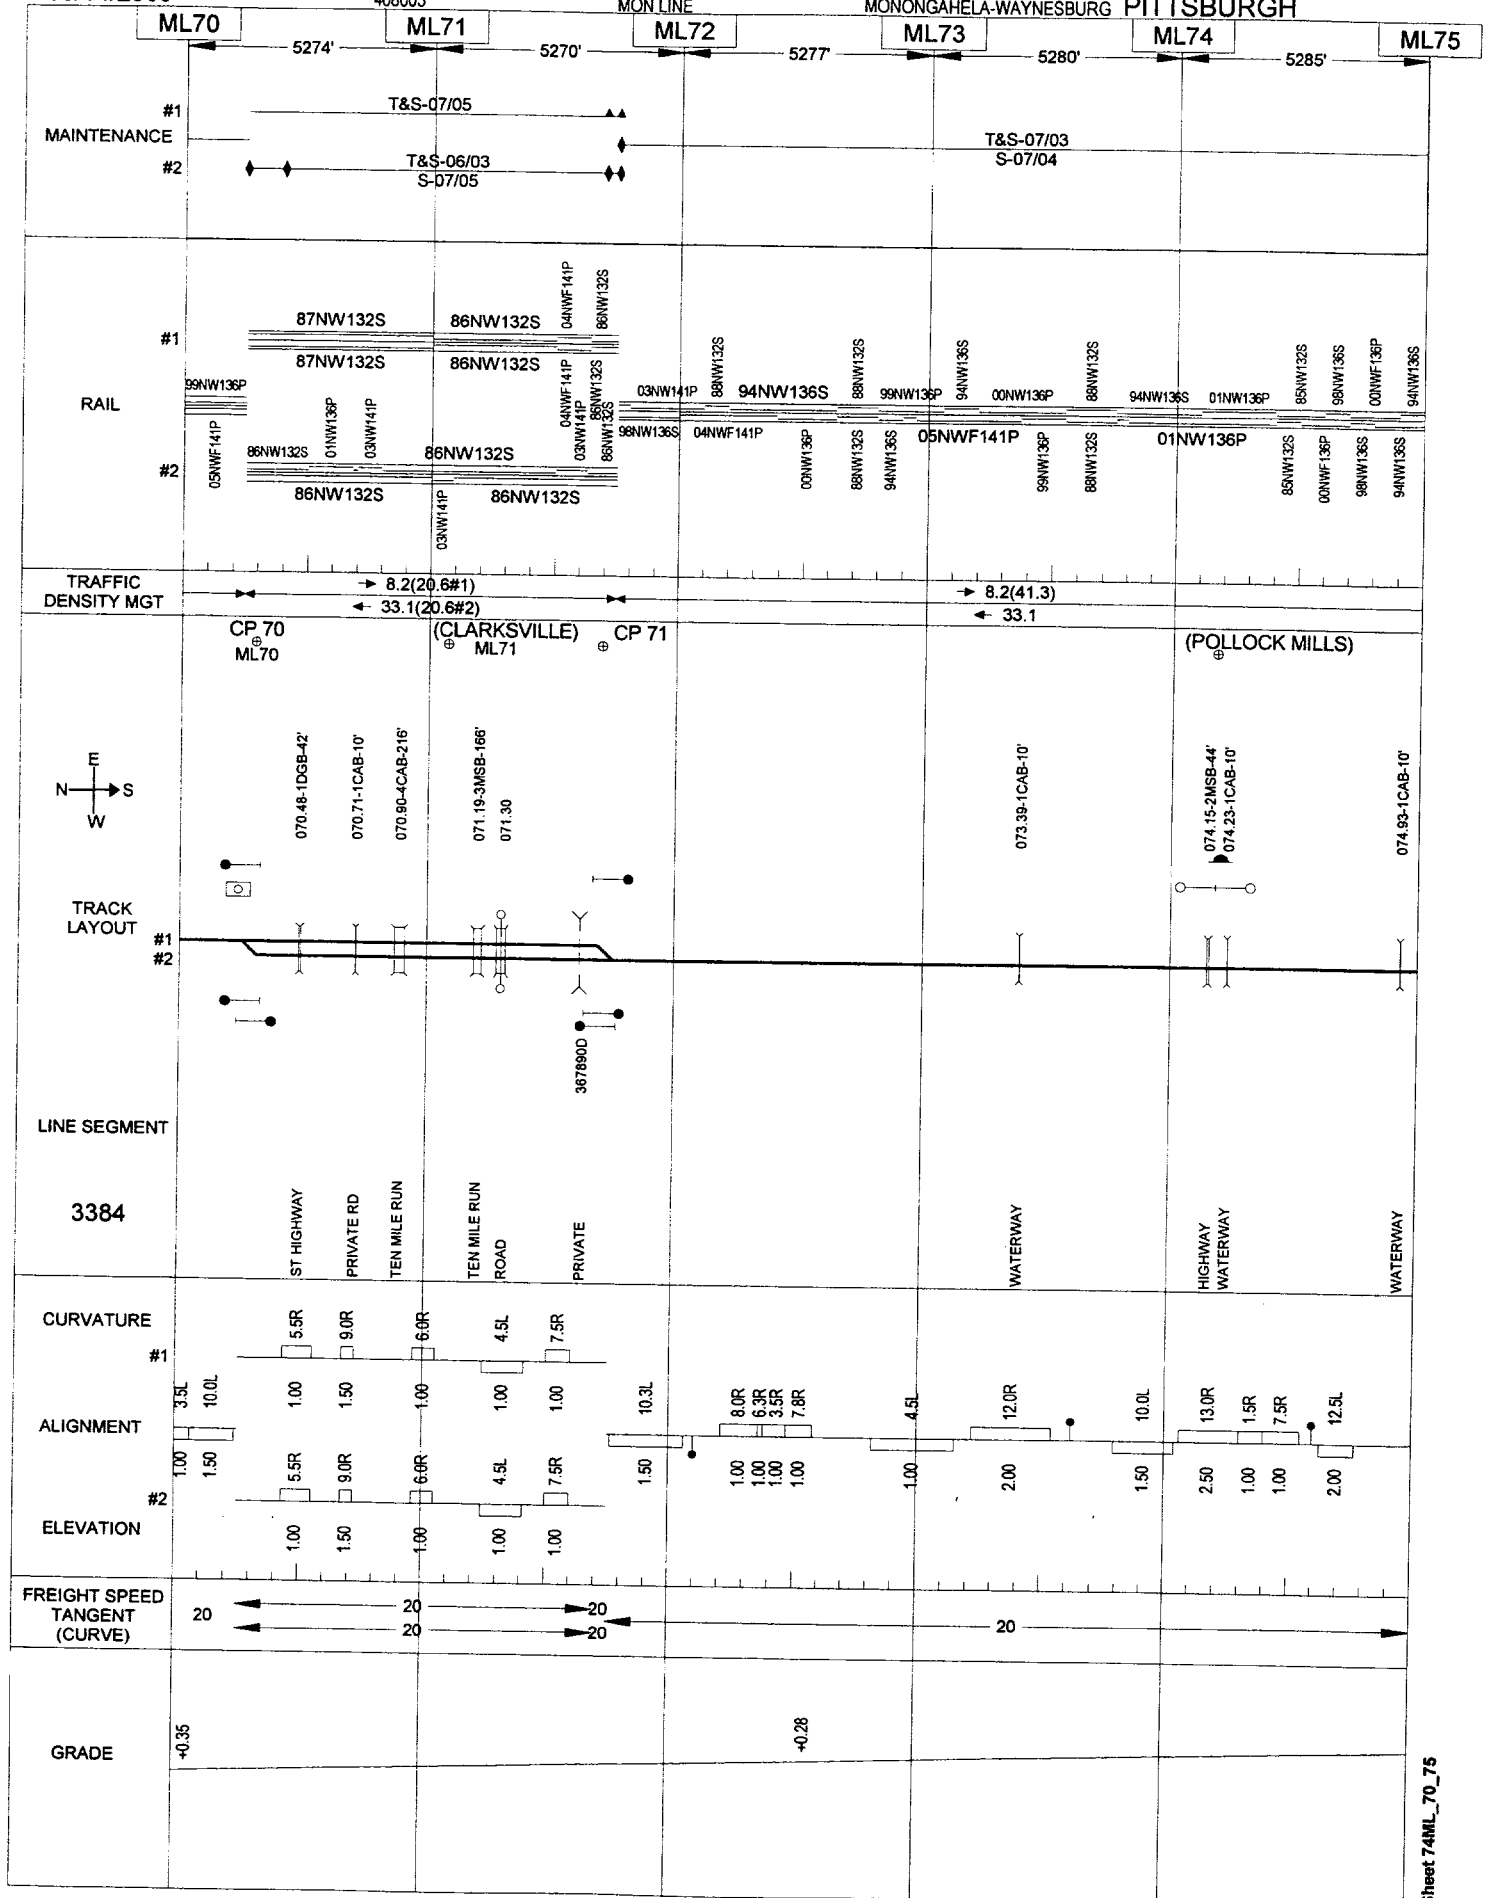 MON LINE MONONGAHELA-WAYNESBURG PITTSBURGH
ML70 ML71 ML72 ML73 ML74 ML75
5274' 5270' 5277' 5280' 5285'
MAINTENANCE
#1
T&S-07/05
T&S-07/03
S-07/04
#2
T&S-06/03
S-07/05
RAIL
#1
87NW132S 86NW132S 04NWF141P 86NW132S
87NW132S 86NW132S 04NWF141P 86NW132S
99NW136P
05NWF141P
03NW141P 88NW132S 94NW136S 88NW132S 99NW136P 94NW136S 00NW136P 88NW132S 94NW136S 01NW136P 85NW132S 98NW136S 00NWF136P 94NW136S
98NW136S 04NWF141P 00NW136P 88NW132S 94NW136S 05NWF141P 99NW136P 88NW132S 01NW136P 85NW132S 00NWF136P 98NW136S 94NW136S
#2
86NW132S 01NW136P 03NW141P 86NW132S 03NW141P 86NW132S
86NW132S 03NW141P 86NW132S
TRAFFIC
DENSITY MGT
8.2(20.6#1) 8.2(41.3)
33.1(20.6#2) 33.1
CP 70
ML70
(CLARKSVILLE)
ML71
CP 71
(POLLOCK MILLS)
E
N S
W
070.48-1DGB-42'
070.71-1CAB-10'
070.90-4CAB-216'
071.19-3MSB-166'
071.30
073.39-1CAB-10'
074.15-2MSB-44'
074.23-1CAB-10'
074.93-1CAB-10'
TRACK
LAYOUT
#1
#2
367890D
LINE SEGMENT
3384
ST HIGHWAY
PRIVATE RD
TEN MILE RUN
TEN MILE RUN
ROAD
PRIVATE
WATERWAY
HIGHWAY
WATERWAY
WATERWAY
CURVATURE
#1
5.5R 9.0R 6.0R 4.5L 7.5R
1.00 1.50 1.00 1.00 1.00
ALIGNMENT
3.5L 10.0L 10.3L 8.0R 6.3R 3.5R 7.8R 4.5L 12.0R 10.0L 13.0R 1.5R 7.5R 12.5L
1.00 1.50 1.50 1.00 1.00 1.00 1.00 1.00 2.00 1.50 2.50 1.00 1.00 2.00
#2
5.5R 9.0R 6.0R 4.5L 7.5R
ELEVATION
1.00 1.50 1.00 1.00 1.00
FREIGHT SPEED
TANGENT
(CURVE)
20
20 20
20 20
20
GRADE
+0.35 +0.28
heet 74ML_70_75